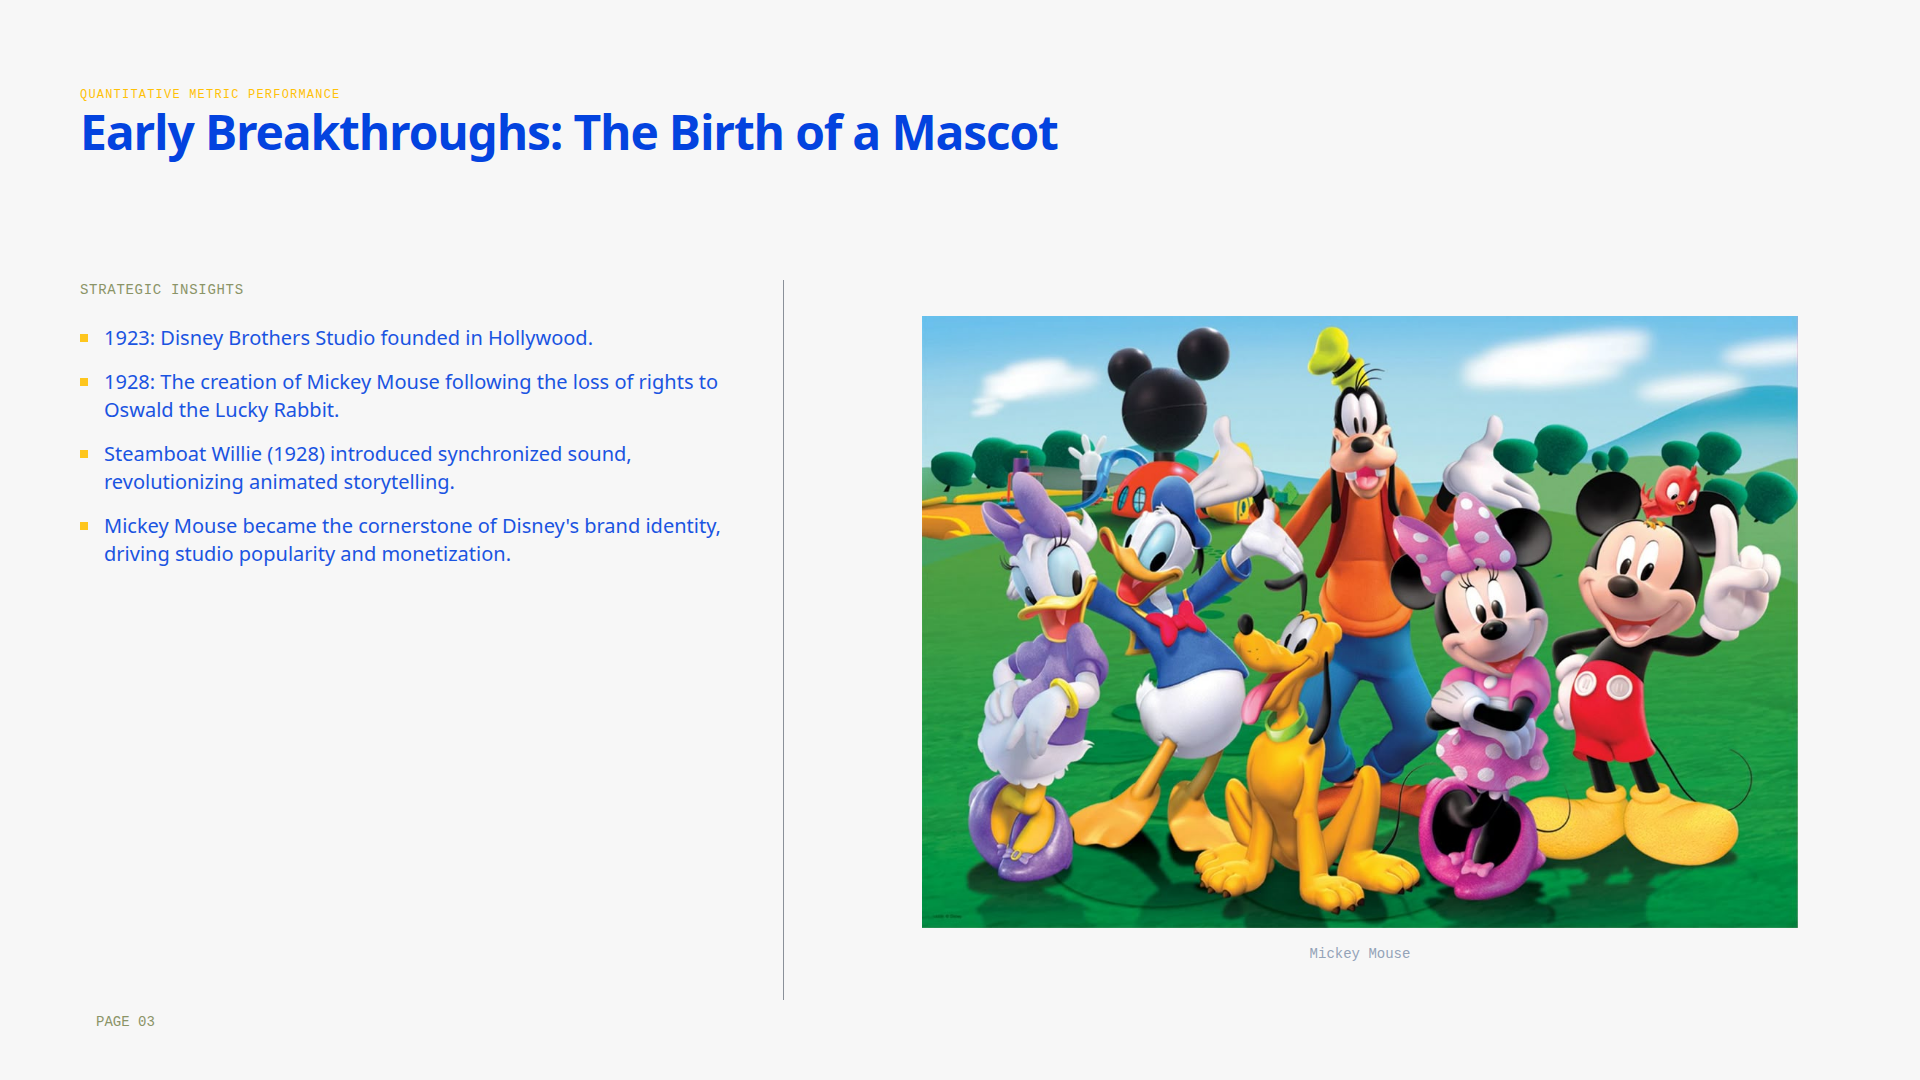 QUANTITATIVE METRIC PERFORMANCE
Early Breakthroughs: The Birth of a Mascot
STRATEGIC INSIGHTS
1923: Disney Brothers Studio founded in Hollywood.
1928: The creation of Mickey Mouse following the loss of rights to
Oswald the Lucky Rabbit.
Steamboat Willie (1928) introduced synchronized sound,
revolutionizing animated storytelling.
Mickey Mouse became the cornerstone of Disney's brand identity,
driving studio popularity and monetization.
Mickey Mouse
PAGE 03